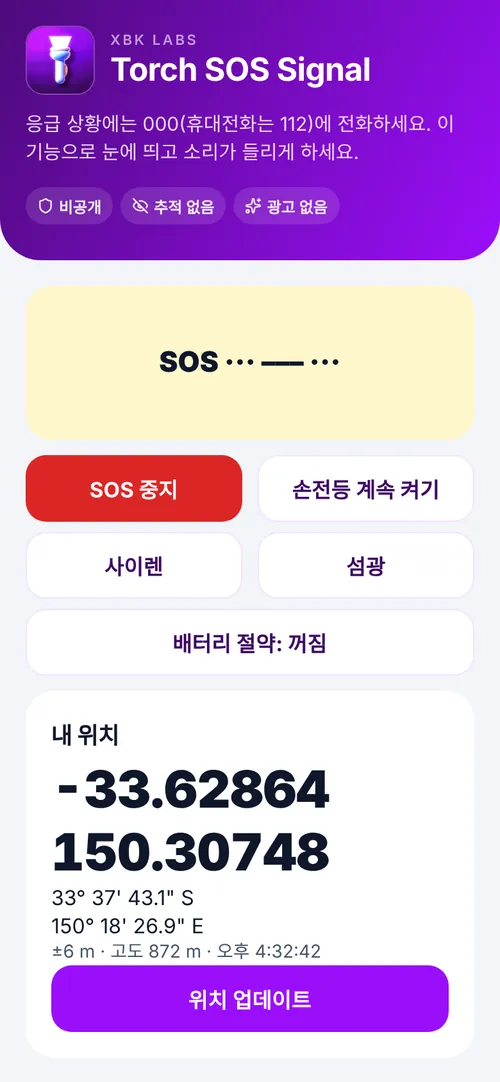 XBK LABS
Torch SOS Signal
응급 상황에는 000(휴대전화는 112)에 전화하세요. 이
기능으로 눈에 띄고 소리가 들리게 하세요.
비공개
추적 없음
광고 없음
SOS ··· ––– ···
SOS 중지
손전등 계속 켜기
사이렌
섬광
배터리 절약: 꺼짐
내 위치
-33.62864
150.30748
33° 37' 43.1" S
150° 18' 26.9" E
±6 m · 고도 872 m · 오후 4:32:42
위치 업데이트